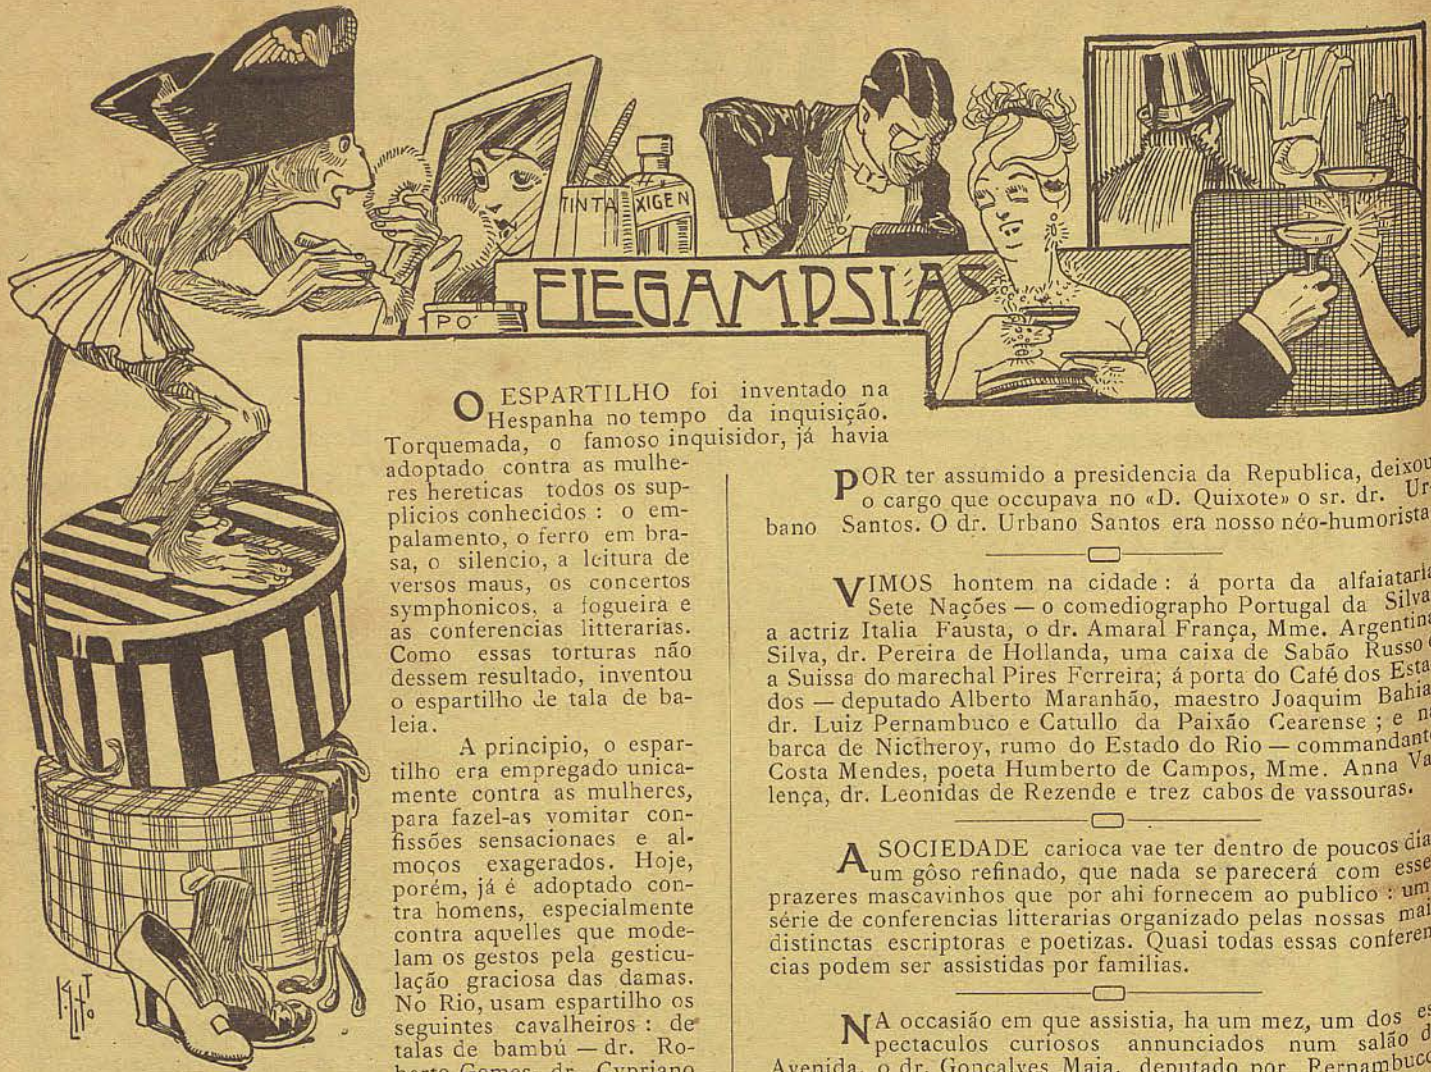 TINTA
XIGEN
PO'
ELEGAMPSIAS
O ESPARTILHO foi inventado na
Hespanha no tempo da inquisição.
Torquemada, o famoso inquisidor, já havia
adoptado contra as mulhe-
res hereticas todos os sup-
plicios conhecidos : o em-
palamento, o ferro em bra-
sa, o silencio, a leitura de
versos maus, os concertos
symphonicos, a fogueira e
as conferencias litterarias.
Como essas torturas não
dessem resultado, inventou
o espartilho de tala de ba-
leia.
A principio, o espar-
tilho era empregado unica-
mente contra as mulheres,
para fazel-as vomitar con-
fissões sensacionaes e al-
moços exagerados. Hoje,
porém, já é adoptado con-
tra homens, especialmente
contra aquelles que mode-
lam os gestos pela gesticu-
lação graciosa das damas.
No Rio, usam espartilho os
seguintes cavalheiros : de
talas de bambú — dr. Ro-
berto Gomes, dr. Cypriano
POR ter assumido a presidencia da Republica, deixou
o cargo que occupava no «D. Quixote» o sr. dr. Ur-
bano Santos. O dr. Urbano Santos era nosso néo-humorista
VIMOS hontem na cidade : á porta da alfaiataria
Sete Nações — o comediographo Portugal da Silva
a actriz Italia Fausta, o dr. Amaral França, Mme. Argentina
Silva, dr. Pereira de Hollanda, uma caixa de Sabão Russo e
a Suissa do marechal Pires Ferreira; á porta do Café dos Esta-
dos — deputado Alberto Maranhão, maestro Joaquim Bahia
dr. Luiz Pernambuco e Catullo da Paixão Cearense ; e na
barca de Nictheroy, rumo do Estado do Rio — commandante
Costa Mendes, poeta Humberto de Campos, Mme. Anna Va-
lença, dr. Leonidas de Rezende e trez cabos de vassouras.
A SOCIEDADE carioca vae ter dentro de poucos dia
um gôso refinado, que nada se parecerá com esse
prazeres mascavinhos que por ahi fornecem ao publico : um
série de conferencias litterarias organizado pelas nossas mai
distinctas escriptoras e poetizas. Quasi todas essas conferen
cias podem ser assistidas por familias.
NA occasião em que assistia, ha um mez, um dos es
pectaculos curiosos annunciados num salão d
Avenida, o dr. Gonçalves Maia, deputado por Pernambuco